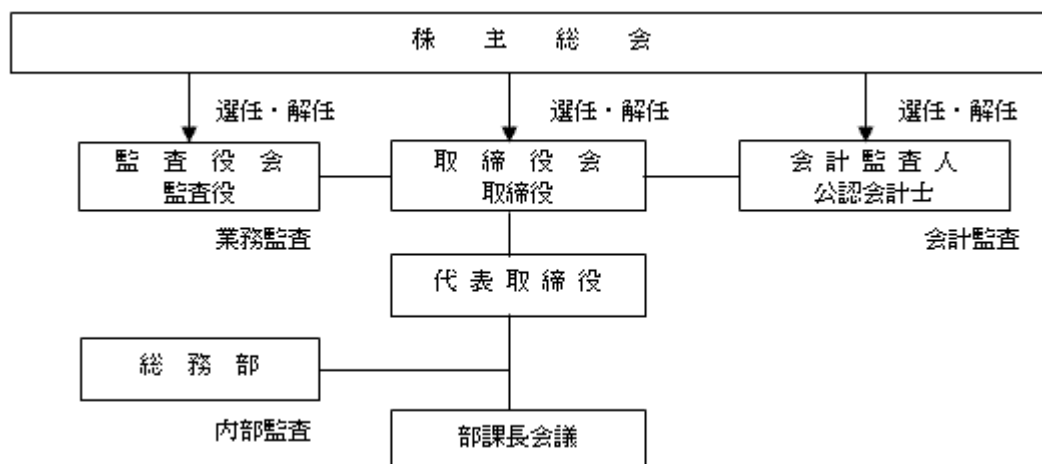 株主総会
選任・解任
選任・解任
選任・解任
監査役会
監査役
取締役会
取締役
会計監査人
公認会計士
業務監査
会計監査
代表取締役
総務部
内部監査
部課長会議